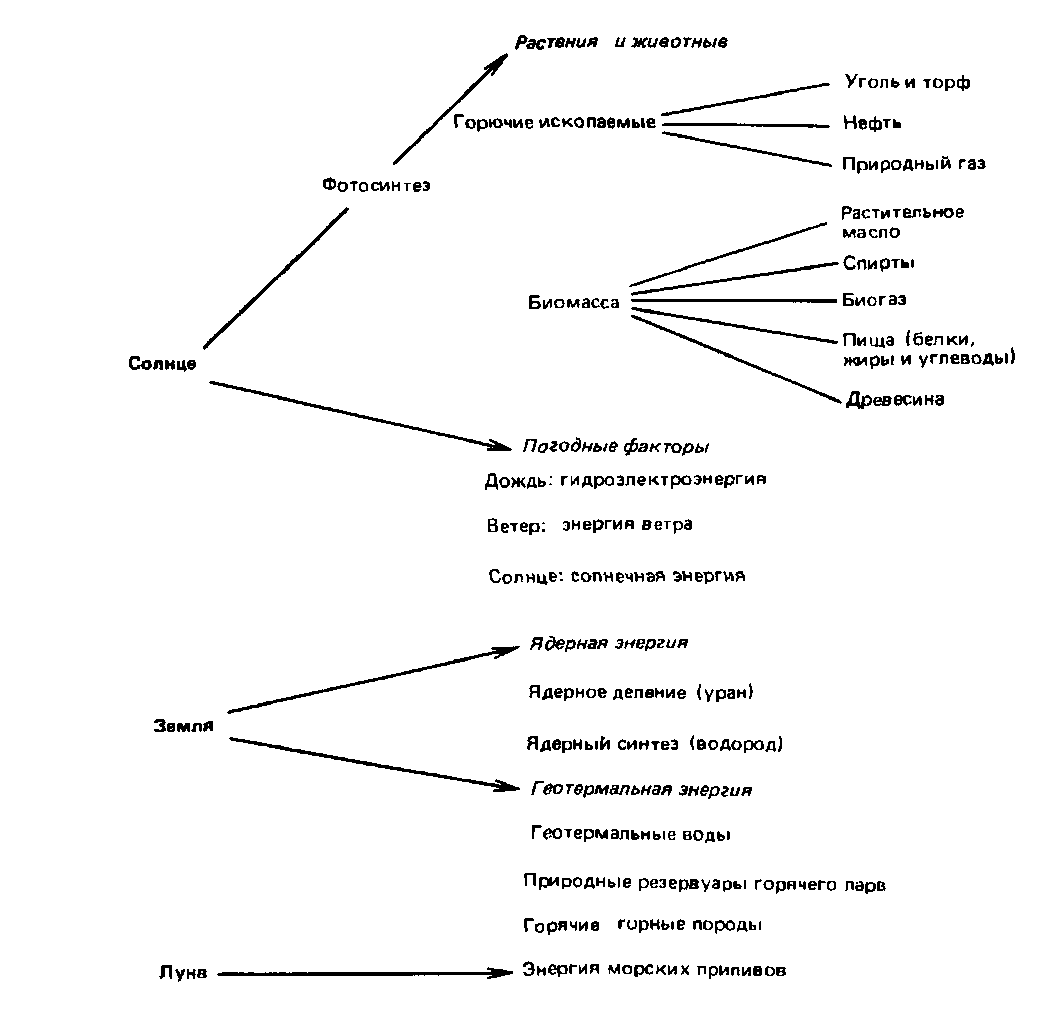 Растения и животные
Горючие ископаемые
Уголь и торф
Нефть
Природный газ
Фотосинтез
Биомасса
Растительное
масло
Спирты
Биогаз
Пища (белки,
жиры и углеводы)
Древесина
Солнце
Погодные факторы
Дождь: гидроэлектроэнергия
Ветер: энергия ветра
Солнце: солнечная энергия
Земля
Ядерная энергия
Ядерное деление (уран)
Ядерный синтез (водород)
Геотермальная энергия
Геотермальные воды
Природные резервуары горячего пара
Горячие горные породы
Луна
Энергия морских приливов